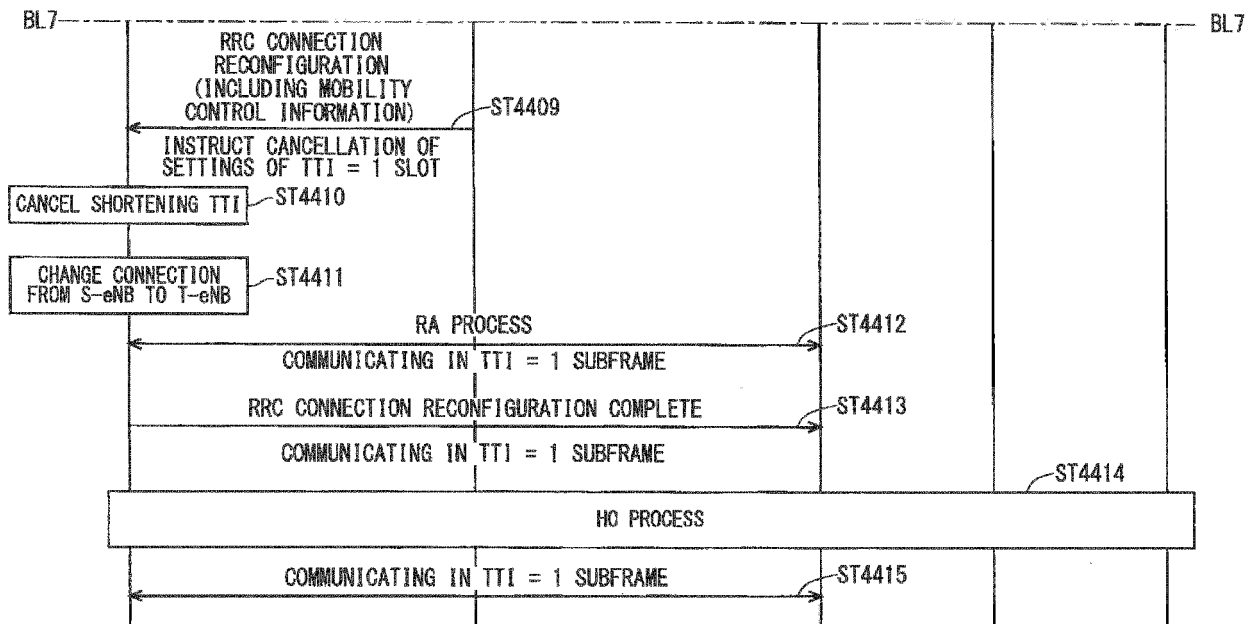 BL7
BL7
RRC CONNECTION
RECONFIGURATION
(INCLUDING MOBILITY
CONTROL INFORMATION)
ST4409
INSTRUCT CANCELLATION OF
SETTINGS OF TTI = 1 SLOT
CANCEL SHORTENING TTI
ST4410
CHANGE CONNECTION
FROM S-eNB TO T-eNB
ST4411
RA PROCESS
ST4412
COMMUNICATING IN TTI = 1 SUBFRAME
RRC CONNECTION RECONFIGURATION COMPLETE
ST4413
COMMUNICATING IN TTI = 1 SUBFRAME
ST4414
HO PROCESS
COMMUNICATING IN TTI = 1 SUBFRAME
ST4415